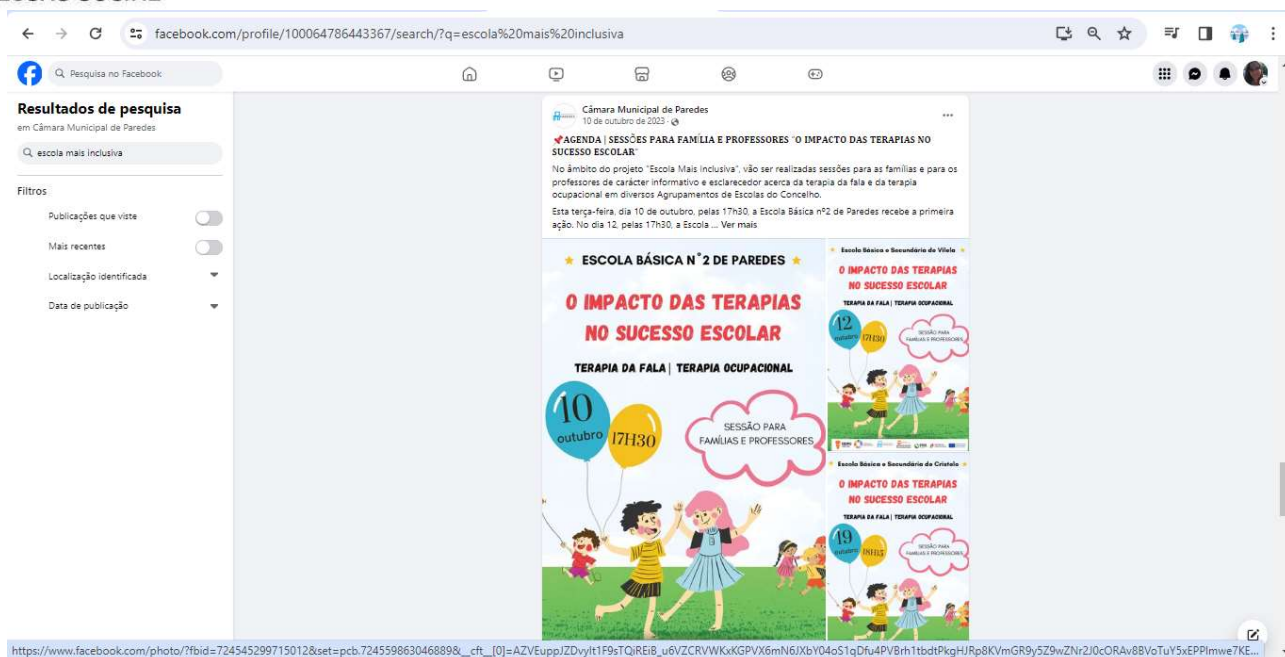 facebook.com/profile/100064786443367/search/?q=escola%20mais%20inclusiva
Pesquisa no Facebook
Resultados de pesquisa
em Câmara Municipal de Paredes
escola mais inclusiva
Filtros
Publicações que viste
Mais recentes
Localização identificada
Data de publicação
Câmara Municipal de Paredes
10 de outubro de 2023
AGENDA | SESSÕES PARA FAMÍLIA E PROFESSORES "O IMPACTO DAS TERAPIAS NO
SUCESSO ESCOLAR"
No âmbito do projeto "Escola Mais Inclusiva", vão ser realizadas sessões para as famílias e para os
professores de carácter informativo e esclarecedor acerca da terapia da fala e da terapia
ocupacional em diversos Agrupamentos de Escolas do Concelho.
Esta terça-feira, dia 10 de outubro, pelas 17h30, a Escola Básica nº2 de Paredes recebe a primeira
ação. No dia 12, pelas 17h30, a Escola ... Ver mais
ESCOLA BÁSICA N°2 DE PAREDES
O IMPACTO DAS TERAPIAS
NO SUCESSO ESCOLAR
TERAPIA DA FALA| TERAPIA OCUPACIONAL
10
outubro
17H30
SESSÃO PARA
FAMÍLIAS E PROFESSORES
Escola Básica e Secundária de Vilela
O IMPACTO DAS TERAPIAS
NO SUCESSO ESCOLAR
TERAPIA DA FALA| TERAPIA OCUPACIONAL
12
outubro
17H30
SESSÃO PARA
FAMÍLIAS E PROFESSORES
Escola Básica e Secundária de Cristelo
O IMPACTO DAS TERAPIAS
NO SUCESSO ESCOLAR
TERAPIA DA FALA| TERAPIA OCUPACIONAL
19
outubro
18H15
SESSÃO PARA
FAMÍLIAS E PROFESSORES